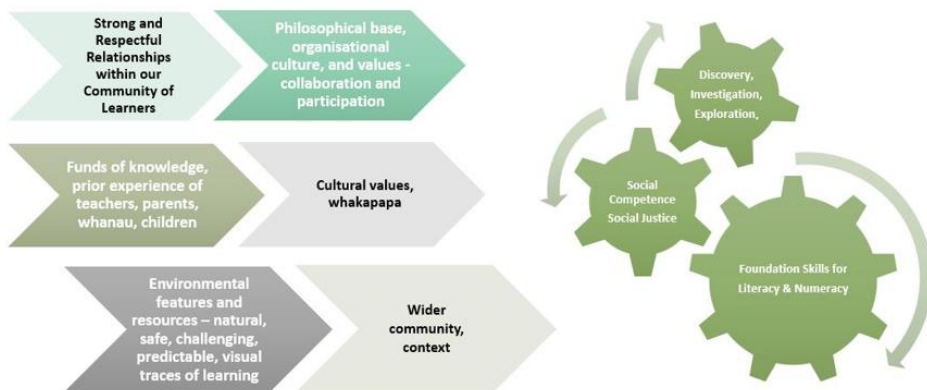 Strong and
Respectful
Relationships
within our
Community of
Learners
Philosophical base,
organisational
culture, and values -
collaboration and
participation
Funds of knowledge,
prior experience of
teachers, parents,
whanau, children
Cultural values,
whakapapa
Environmental
features and
resources – natural,
safe, challenging,
predictable, visual
traces of learning
Wider
community,
context
Discovery,
Investigation,
Exploration,
Social
Competence
Social Justice
Foundation Skills for
Literacy & Numeracy